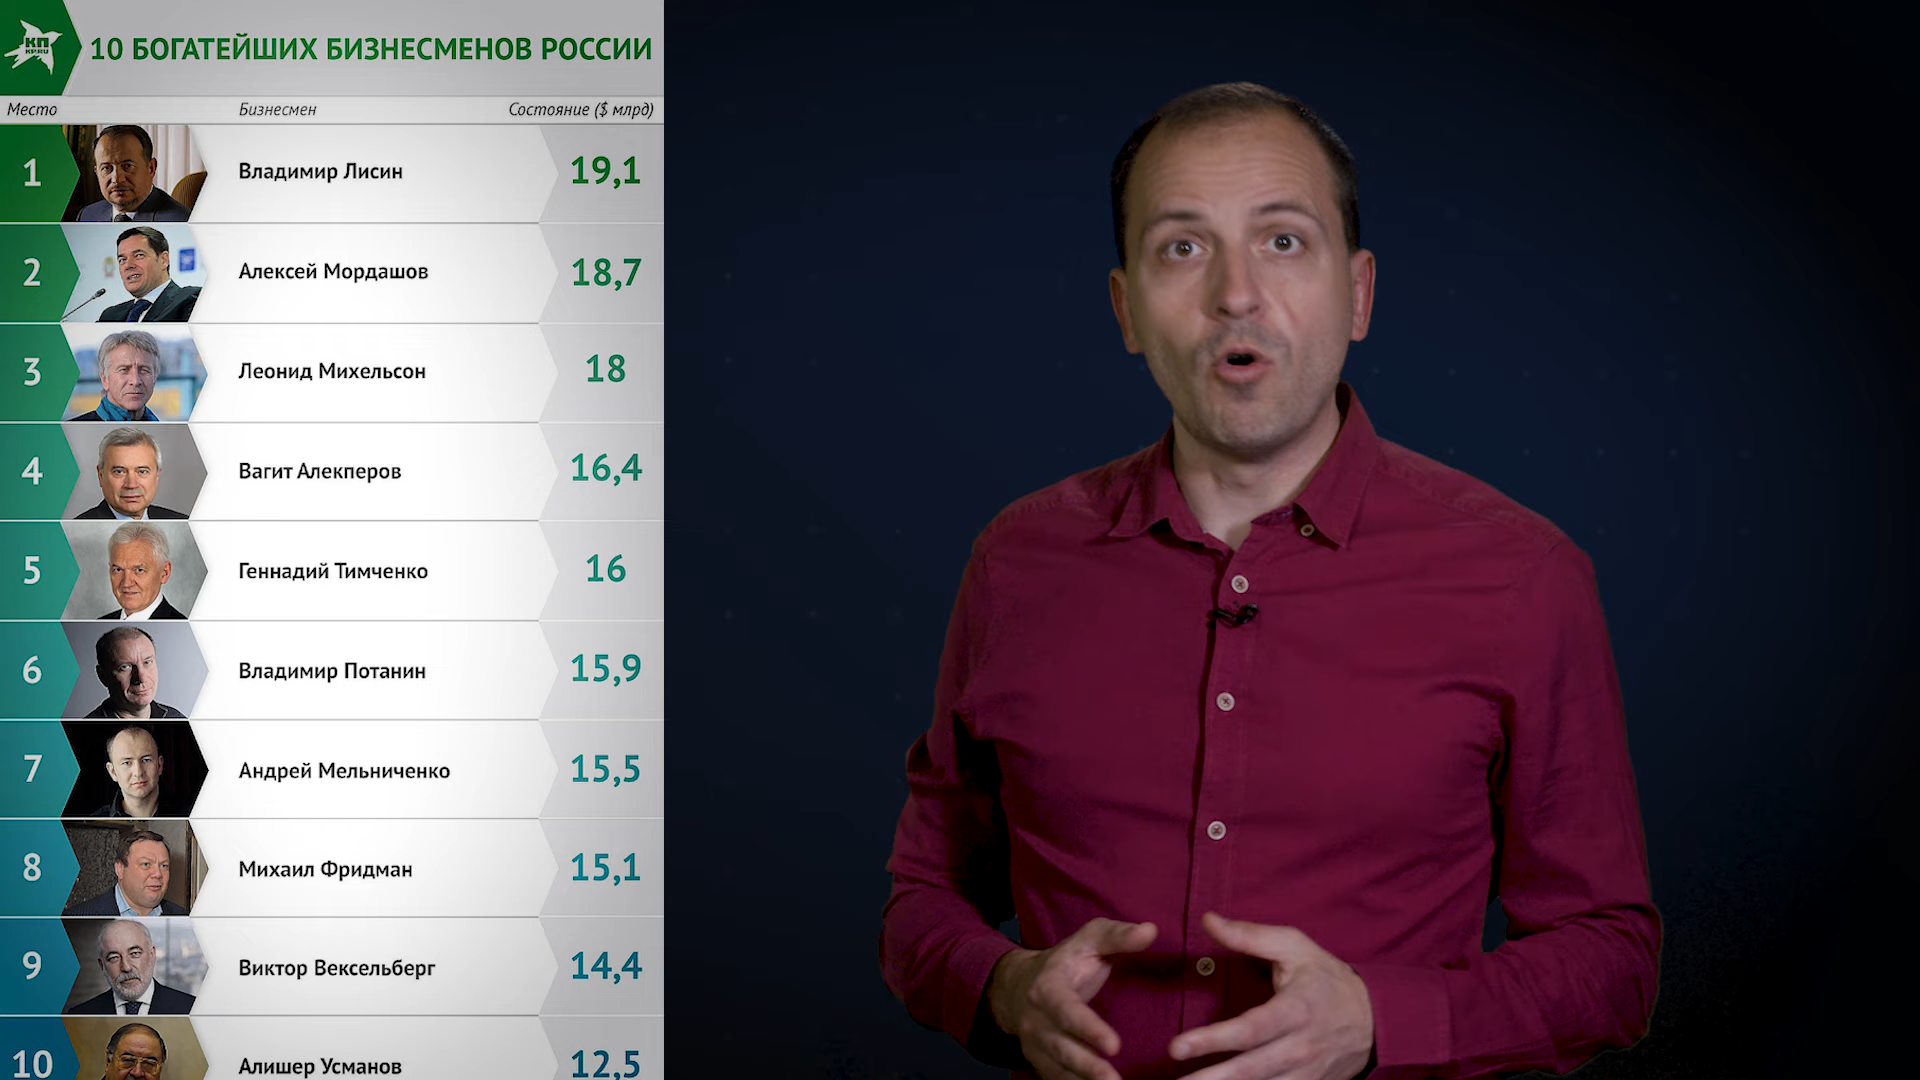 КП
KP.RU
10 БОГАТЕЙШИХ БИЗНЕСМЕНОВ РОССИИ
Место Бизнесмен Состояние ($ млрд)
1 Владимир Лисин 19,1
2 Алексей Мордашов 18,7
3 Леонид Михельсон 18
4 Вагит Алекперов 16,4
5 Геннадий Тимченко 16
6 Владимир Потанин 15,9
7 Андрей Мельниченко 15,5
8 Михаил Фридман 15,1
9 Виктор Вексельберг 14,4
10 Алишер Усманов 12,5